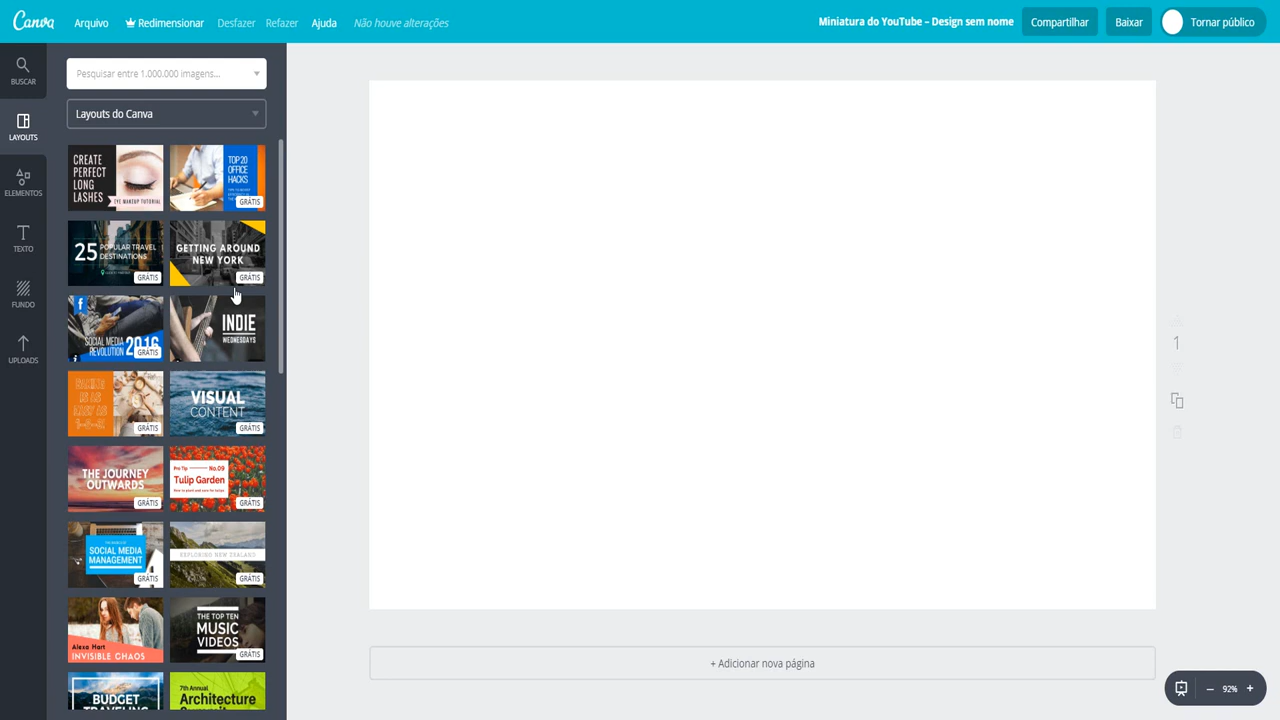 Canva Arquivo Redimensionar Desfazer Refazer Ajuda Não houve alterações Miniatura do YouTube – Design sem nome Compartilhar Baixar Tornar público
BUSCAR
LAYOUTS
ELEMENTOS
TEXTO
FUNDO
UPLOADS
Pesquisar entre 1.000.000 imagens...
Layouts do Canva
CREATE
PERFECT
LONG
LASHES
EYE MAKEUP TUTORIAL
TOP 20
OFFICE
HACKS
GRÁTIS
25 POPULAR TRAVEL
DESTINATIONS
GRÁTIS
GETTING AROUND
NEW YORK
GRÁTIS
SOCIAL MEDIA
REVOLUTION 2016
GRÁTIS
INDIE
WEDNESDAYS
GRÁTIS
VISUAL
CONTENT
GRÁTIS
THE JOURNEY
OUTWARDS
GRÁTIS
Pro Tip No.09
Tulip Garden
GRÁTIS
SOCIAL MEDIA
MANAGEMENT
GRÁTIS
EXPLORING NEW ZEALAND
GRÁTIS
Alexa Hart
INVISIBLE CHAOS
THE TOP TEN
MUSIC
VIDEOS
GRÁTIS
BUDGET
TRAVELING
7th Annual
Architecture
Summit
1
+ Adicionar nova página
– 92% +